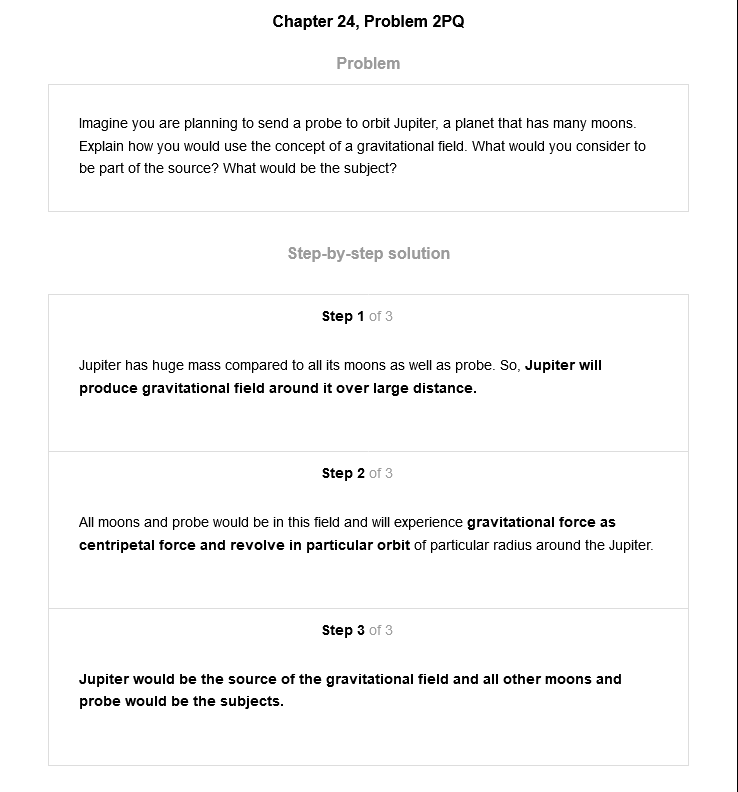 Chapter 24, Problem 2PQ
Problem
Imagine you are planning to send a probe to orbit Jupiter, a planet that has many moons.
Explain how you would use the concept of a gravitational field. What would you consider to
be part of the source? What would be the subject?
Step-by-step solution
Step 1 of 3
Jupiter has huge mass compared to all its moons as well as probe. So, Jupiter will
produce gravitational field around it over large distance.
Step 2 of 3
All moons and probe would be in this field and will experience gravitational force as
centripetal force and revolve in particular orbit of particular radius around the Jupiter.
Step 3 of 3
Jupiter would be the source of the gravitational field and all other moons and
probe would be the subjects.